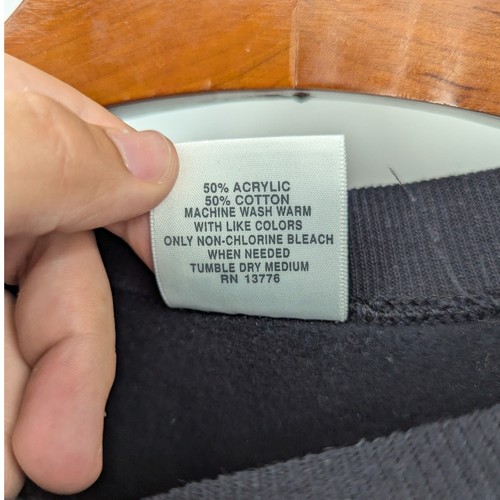 50% ACRYLIC
50% COTTON
MACHINE WASH WARM
WITH LIKE COLORS
ONLY NON-CHLORINE BLEACH
WHEN NEEDED
TUMBLE DRY MEDIUM
RN 13776